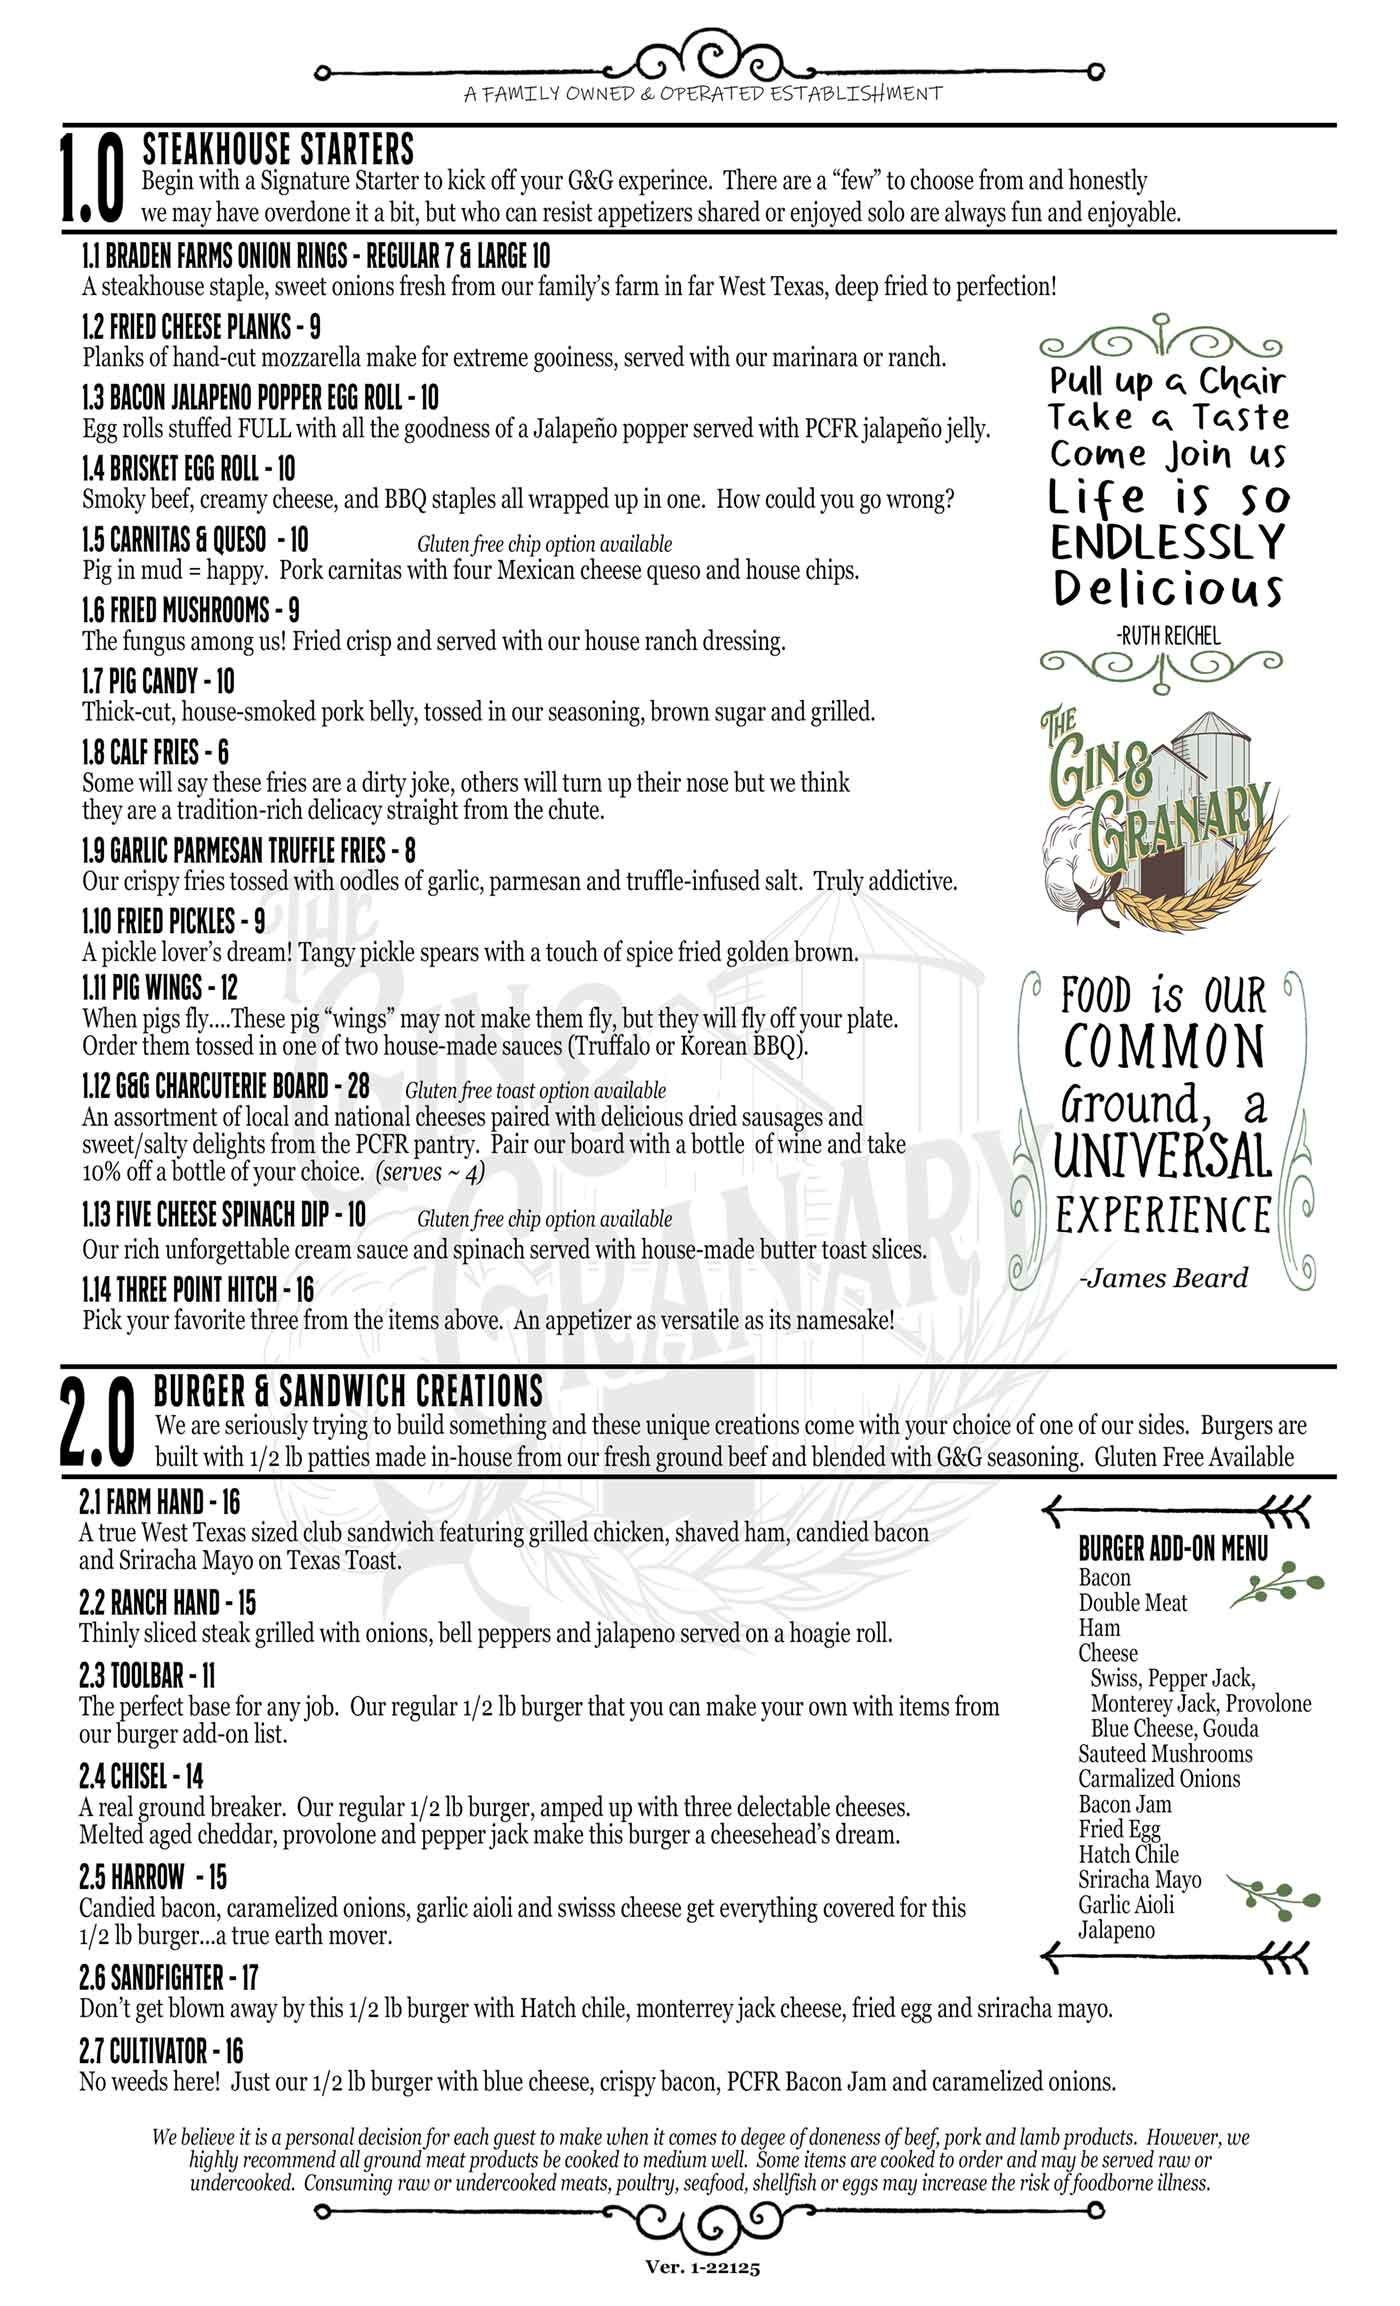 A FAMILY OWNED & OPERATED ESTABLISHMENT
1.0 STEAKHOUSE STARTERS
Begin with a Signature Starter to kick off your G&G experince.  There are a “few” to choose from and honestly
we may have overdone it a bit, but who can resist appetizers shared or enjoyed solo are always fun and enjoyable.
1.1 BRADEN FARMS ONION RINGS - REGULAR 7 & LARGE 10
A steakhouse staple, sweet onions fresh from our family’s farm in far West Texas, deep fried to perfection!
1.2 FRIED CHEESE PLANKS - 9
Planks of hand-cut mozzarella make for extreme gooiness, served with our marinara or ranch.
1.3 BACON JALAPENO POPPER EGG ROLL - 10
Egg rolls stuffed FULL with all the goodness of a Jalapeño popper served with PCFR jalapeño jelly.
1.4 BRISKET EGG ROLL - 10
Smoky beef, creamy cheese, and BBQ staples all wrapped up in one.  How could you go wrong?
1.5 CARNITAS & QUESO  - 10 Gluten free chip option available
Pig in mud = happy.  Pork carnitas with four Mexican cheese queso and house chips.
1.6 FRIED MUSHROOMS - 9
The fungus among us! Fried crisp and served with our house ranch dressing.
1.7 PIG CANDY - 10
Thick-cut, house-smoked pork belly, tossed in our seasoning, brown sugar and grilled.
1.8 CALF FRIES - 6
Some will say these fries are a dirty joke, others will turn up their nose but we think
they are a tradition-rich delicacy straight from the chute.
1.9 GARLIC PARMESAN TRUFFLE FRIES - 8
Our crispy fries tossed with oodles of garlic, parmesan and truffle-infused salt.  Truly addictive.
1.10 FRIED PICKLES - 9
A pickle lover’s dream! Tangy pickle spears with a touch of spice fried golden brown.
1.11 PIG WINGS - 12
When pigs fly....These pig “wings” may not make them fly, but they will fly off your plate.
Order them tossed in one of two house-made sauces (Truffalo or Korean BBQ).
1.12 G&G CHARCUTERIE BOARD - 28 Gluten free toast option available
An assortment of local and national cheeses paired with delicious dried sausages and
sweet/salty delights from the PCFR pantry.  Pair our board with a bottle  of wine and take
10% off a bottle of your choice.  (serves ~ 4)
1.13 FIVE CHEESE SPINACH DIP - 10 Gluten free chip option available
Our rich unforgettable cream sauce and spinach served with house-made butter toast slices.
1.14 THREE POINT HITCH - 16
Pick your favorite three from the items above.  An appetizer as versatile as its namesake!
Pull up a Chair
Take a Taste
Come Join us
Life is so
ENDLESSLY
Delicious
-RUTH REICHEL
THE
GIN &
GRANARY
FOOD is OUR
COMMON
Ground, a
UNIVERSAL
EXPERIENCE
-James Beard
THE
GIN &
GRANARY
2.0 BURGER & SANDWICH CREATIONS
We are seriously trying to build something and these unique creations come with your choice of one of our sides.  Burgers are
built with 1/2 lb patties made in-house from our fresh ground beef and blended with G&G seasoning.  Gluten Free Available
2.1 FARM HAND - 16
A true West Texas sized club sandwich featuring grilled chicken, shaved ham, candied bacon
and Sriracha Mayo on Texas Toast.
2.2 RANCH HAND - 15
Thinly sliced steak grilled with onions, bell peppers and jalapeno served on a hoagie roll.
2.3 TOOLBAR - 11
The perfect base for any job.  Our regular 1/2 lb burger that you can make your own with items from
our burger add-on list.
2.4 CHISEL - 14
A real ground breaker.  Our regular 1/2 lb burger, amped up with three delectable cheeses.
Melted aged cheddar, provolone and pepper jack make this burger a cheesehead’s dream.
2.5 HARROW  - 15
Candied bacon, caramelized onions, garlic aioli and swisss cheese get everything covered for this
1/2 lb burger...a true earth mover.
2.6 SANDFIGHTER - 17
Don’t get blown away by this 1/2 lb burger with Hatch chile, monterrey jack cheese, fried egg and sriracha mayo.
2.7 CULTIVATOR - 16
No weeds here!  Just our 1/2 lb burger with blue cheese, crispy bacon, PCFR Bacon Jam and caramelized onions.
BURGER ADD-ON MENU
Bacon
Double Meat
Ham
Cheese
Swiss, Pepper Jack,
Monterey Jack, Provolone
Blue Cheese, Gouda
Sauteed Mushrooms
Carmalized Onions
Bacon Jam
Fried Egg
Hatch Chile
Sriracha Mayo
Garlic Aioli
Jalapeno
We believe it is a personal decision for each guest to make when it comes to degee of doneness of beef, pork and lamb products.  However, we
highly recommend all ground meat products be cooked to medium well.  Some items are cooked to order and may be served raw or
undercooked.  Consuming raw or undercooked meats, poultry, seafood, shellfish or eggs may increase the risk of foodborne illness.
Ver. 1-22125